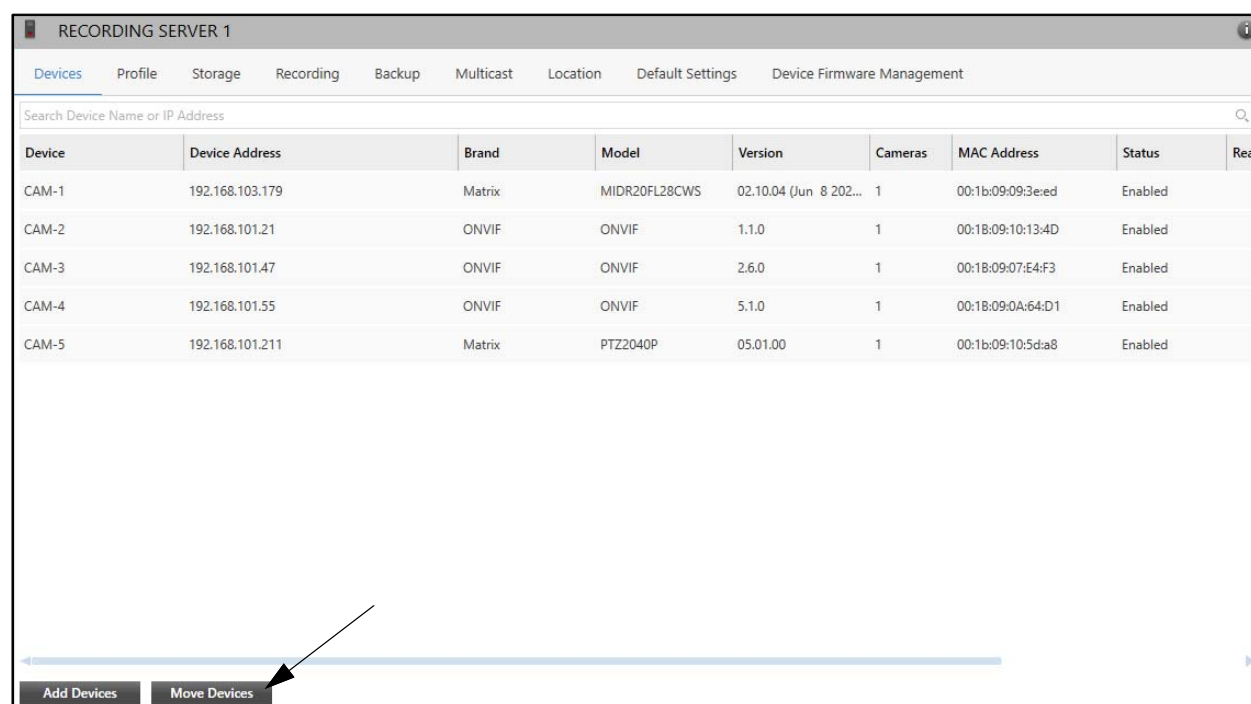 RECORDING SERVER 1
Devices Profile Storage Recording Backup Multicast Location Default Settings Device Firmware Management
Search Device Name or IP Address
Device Device Address Brand Model Version Cameras MAC Address Status Rea
CAM-1 192.168.103.179 Matrix MIDR20FL28CWS 02.10.04 (Jun 8 202... 1 00:1b:09:09:3e:ed Enabled
CAM-2 192.168.101.21 ONVIF ONVIF 1.1.0 1 00:1B:09:10:13:4D Enabled
CAM-3 192.168.101.47 ONVIF ONVIF 2.6.0 1 00:1B:09:07:E4:F3 Enabled
CAM-4 192.168.101.55 ONVIF ONVIF 5.1.0 1 00:1B:09:0A:64:D1 Enabled
CAM-5 192.168.101.211 Matrix PTZ2040P 05.01.00 1 00:1b:09:10:5d:a8 Enabled
Add Devices Move Devices